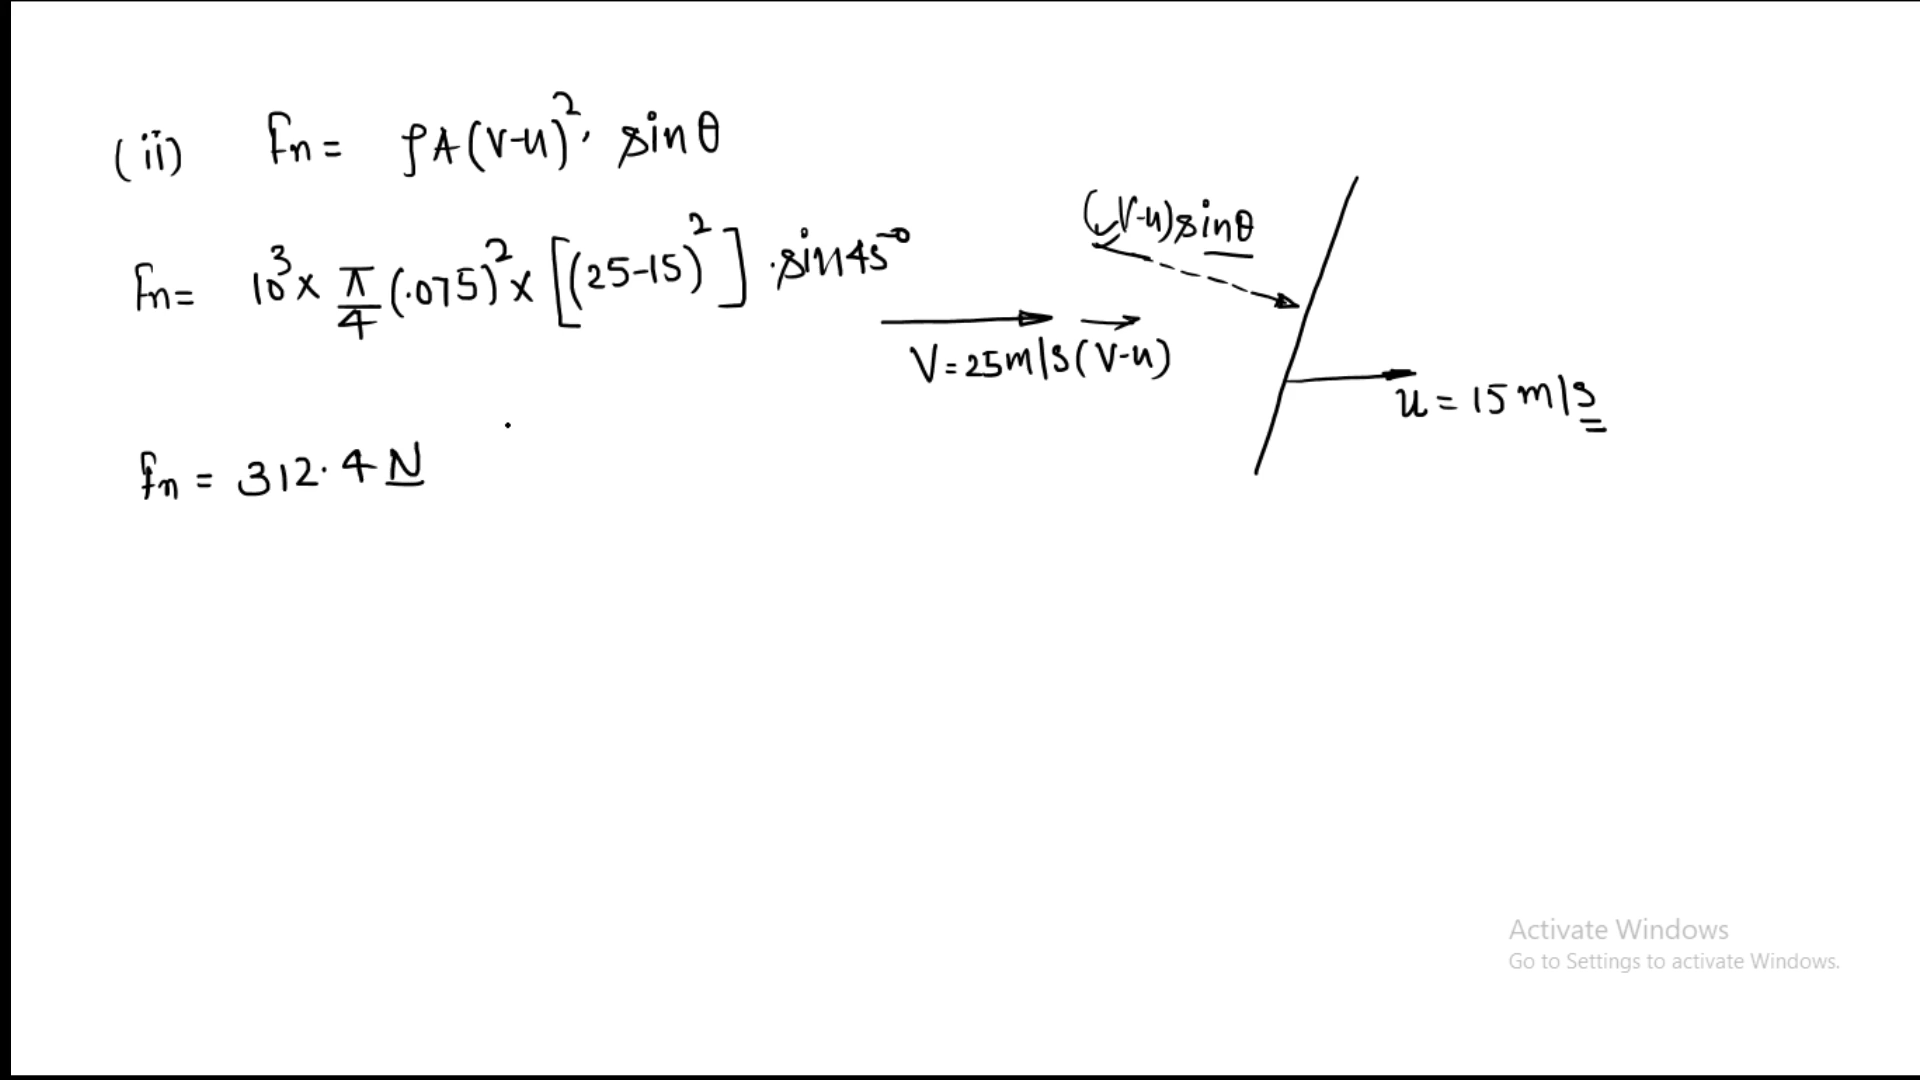 (ii) Fn = ρA(V-u)². sinθ
(V-u)sinθ
Fn = 10³ x π/4 (.075)² x [(25-15)²] .sin45°
V = 25m/s (V-u)
u = 15 m/s
Fn = 312.4 N
Activate Windows
Go to Settings to activate Windows.